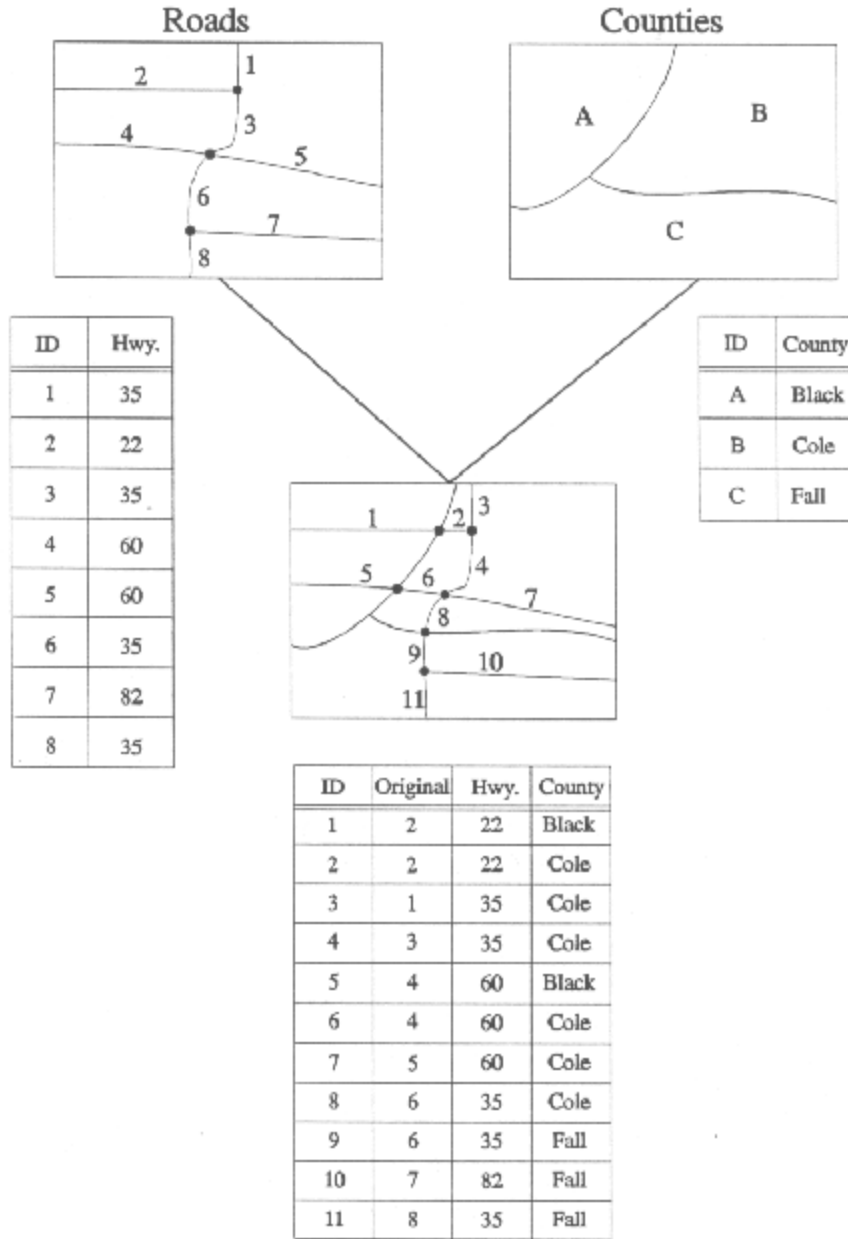 Roads
Counties
1
2
3
4
5
6
7
8
A
B
C
ID Hwy.
1 35
2 22
3 35
4 60
5 60
6 35
7 82
8 35
ID County
A Black
B Cole
C Fall
1
2
3
4
5
6
7
8
9
10
11
ID Original Hwy. County
1 2 22 Black
2 2 22 Cole
3 1 35 Cole
4 3 35 Cole
5 4 60 Black
6 4 60 Cole
7 5 60 Cole
8 6 35 Cole
9 6 35 Fall
10 7 82 Fall
11 8 35 Fall